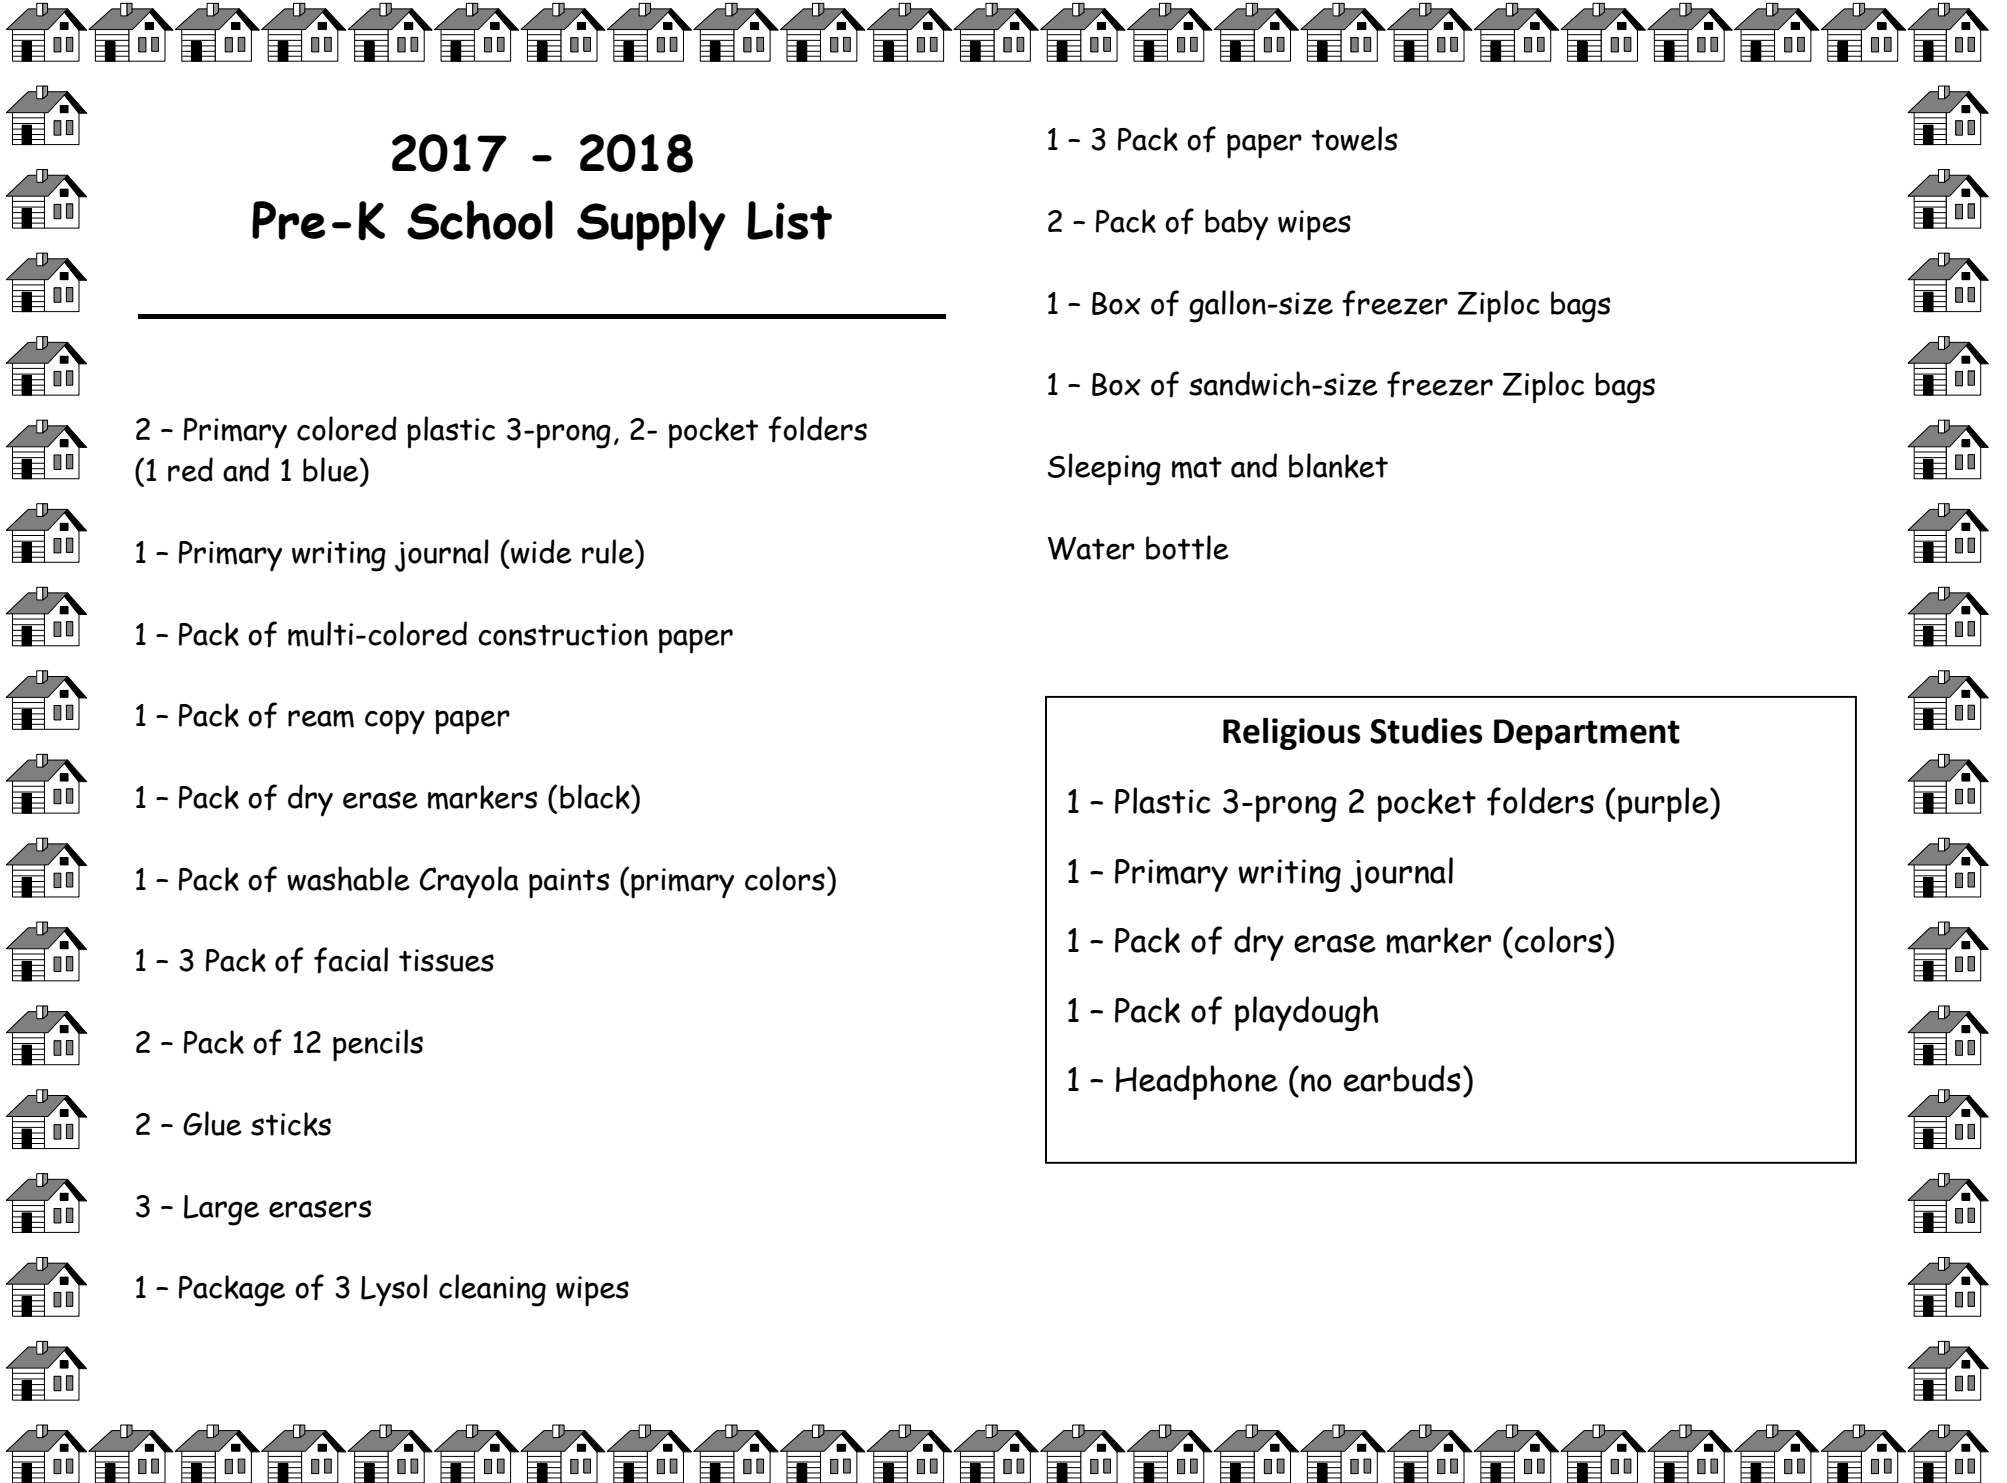 2017 - 2018
Pre-K School Supply List
2 – Primary colored plastic 3-prong, 2- pocket folders
(1 red and 1 blue)
1 – Primary writing journal (wide rule)
1 – Pack of multi-colored construction paper
1 – Pack of ream copy paper
1 – Pack of dry erase markers (black)
1 – Pack of washable Crayola paints (primary colors)
1 – 3 Pack of facial tissues
2 – Pack of 12 pencils
2 – Glue sticks
3 – Large erasers
1 – Package of 3 Lysol cleaning wipes
1 – 3 Pack of paper towels
2 – Pack of baby wipes
1 – Box of gallon-size freezer Ziploc bags
1 – Box of sandwich-size freezer Ziploc bags
Sleeping mat and blanket
Water bottle
Religious Studies Department
1 – Plastic 3-prong 2 pocket folders (purple)
1 – Primary writing journal
1 – Pack of dry erase marker (colors)
1 – Pack of playdough
1 – Headphone (no earbuds)